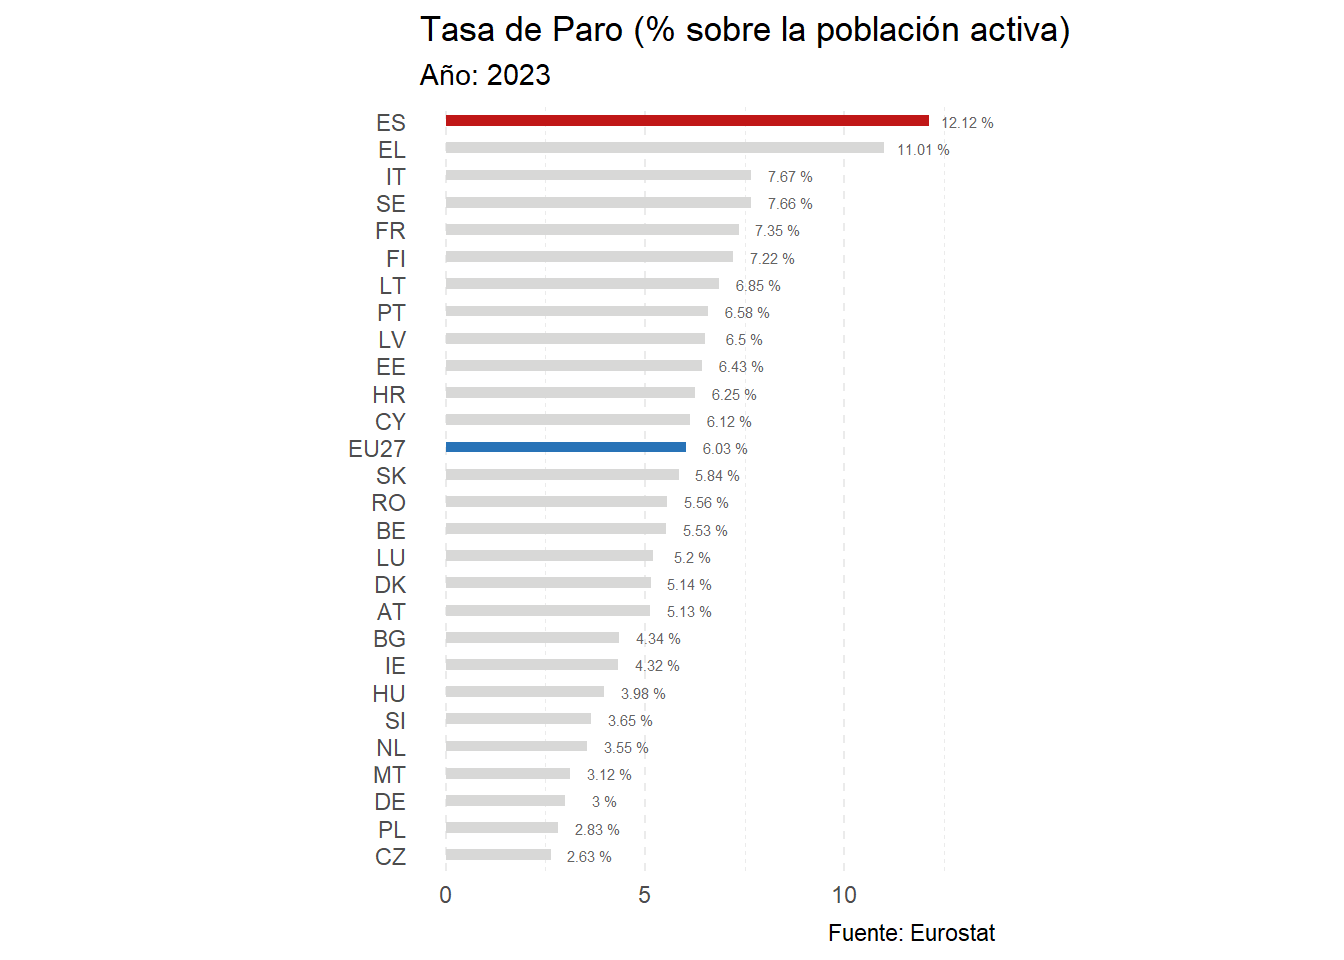 Tasa de Paro (% sobre la población activa)
Año: 2023
ES 12.12 %
EL 11.01 %
IT 7.67 %
SE 7.66 %
FR 7.35 %
FI 7.22 %
LT 6.85 %
PT 6.58 %
LV 6.5 %
EE 6.43 %
HR 6.25 %
CY 6.12 %
EU27 6.03 %
SK 5.84 %
RO 5.56 %
BE 5.53 %
LU 5.2 %
DK 5.14 %
AT 5.13 %
BG 4.34 %
IE 4.32 %
HU 3.98 %
SI 3.65 %
NL 3.55 %
MT 3.12 %
DE 3 %
PL 2.83 %
CZ 2.63 %
0 5 10
Fuente: Eurostat